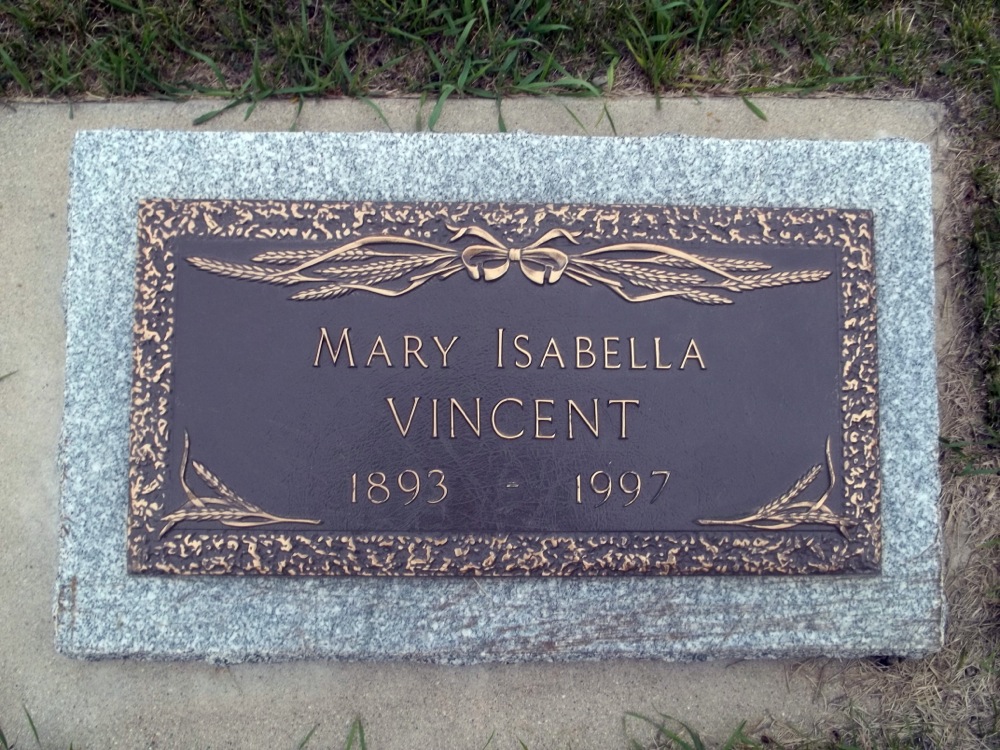 Mary Isabella
VINCENT
1893 - 1997